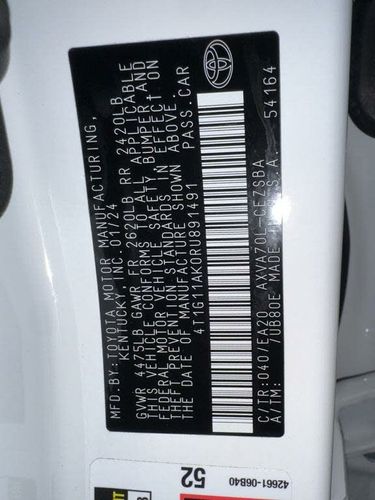 MFD.BY:TOYOTA MOTOR MANUFACTURING,
KENTUCKY, INC.01/24
GVWR 4475LB GAWR FR 2620LB RR 2420LB
THIS VEHICLE CONFORMS TO ALL APPLICABLE
FEDERAL MOTOR VEHICLE SAFETY, BUMPER, AND
THEFT PREVENTION STANDARDS IN EFFECT ON
THE DATE OF MANUFACTURE SHOWN ABOVE.
4T1G11AK0RU891491 PASS.CAR
C/TR:040/EA20 AXVA70L-CEZSBA
A/TM: 70B80E MADE IN U.S.A. 54164
52
42661-06B40